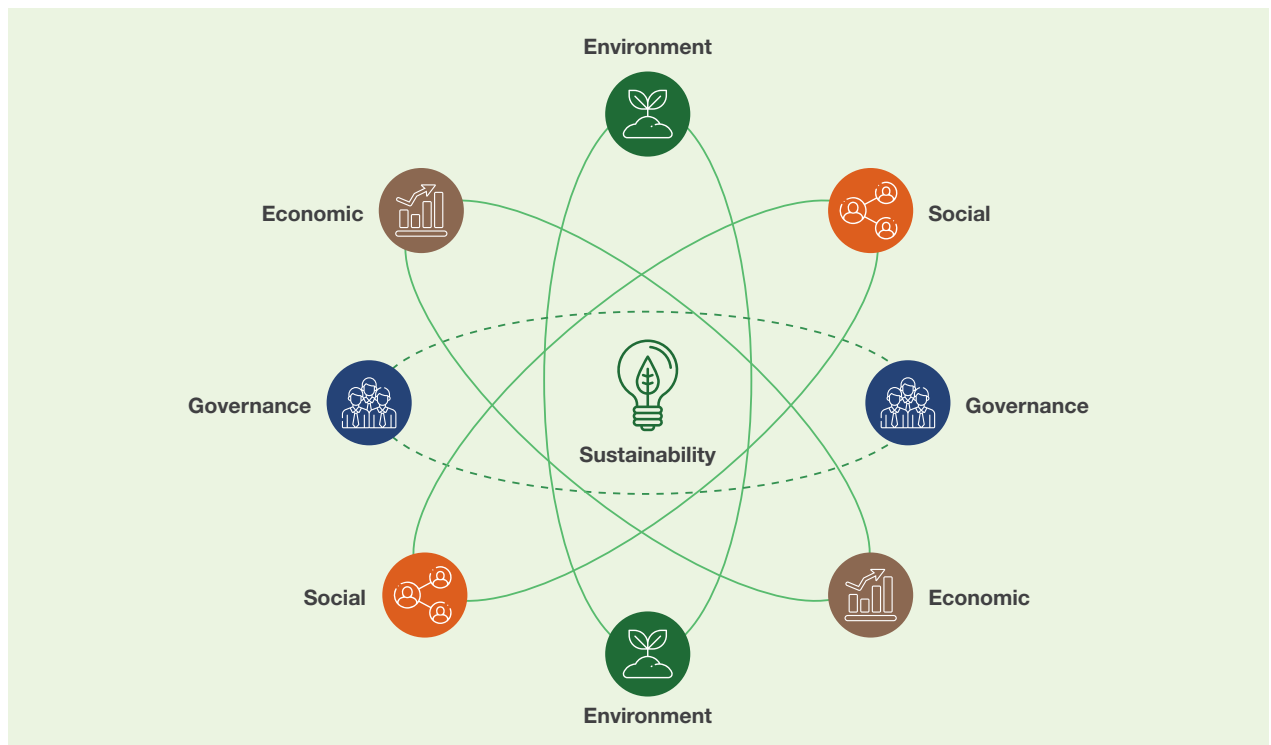 Environment
Economic
Social
Governance
Governance
Sustainability
Social
Economic
Environment